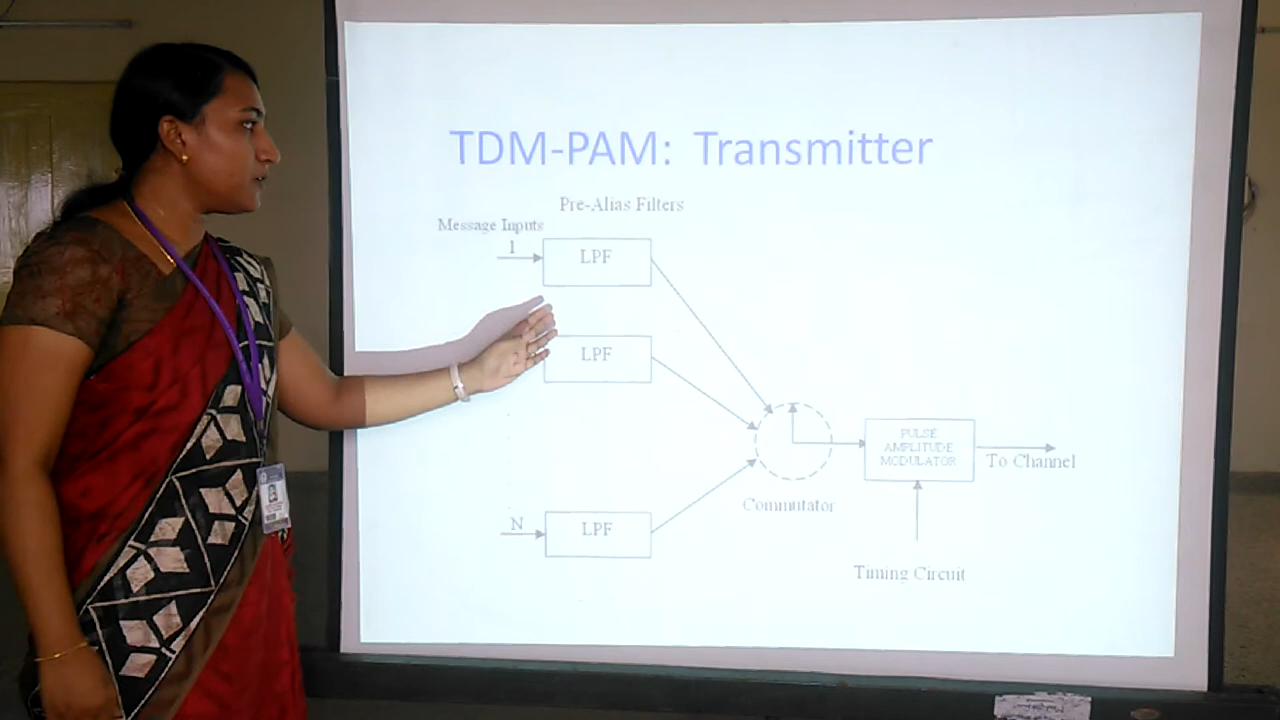 TDM-PAM: Transmitter
Pre-Alias Filters
Message Inputs
1
LPF
LPF
PULSE
AMPLITUDE
MODULATOR
To Channel
Commutator
N
LPF
Timing Circuit